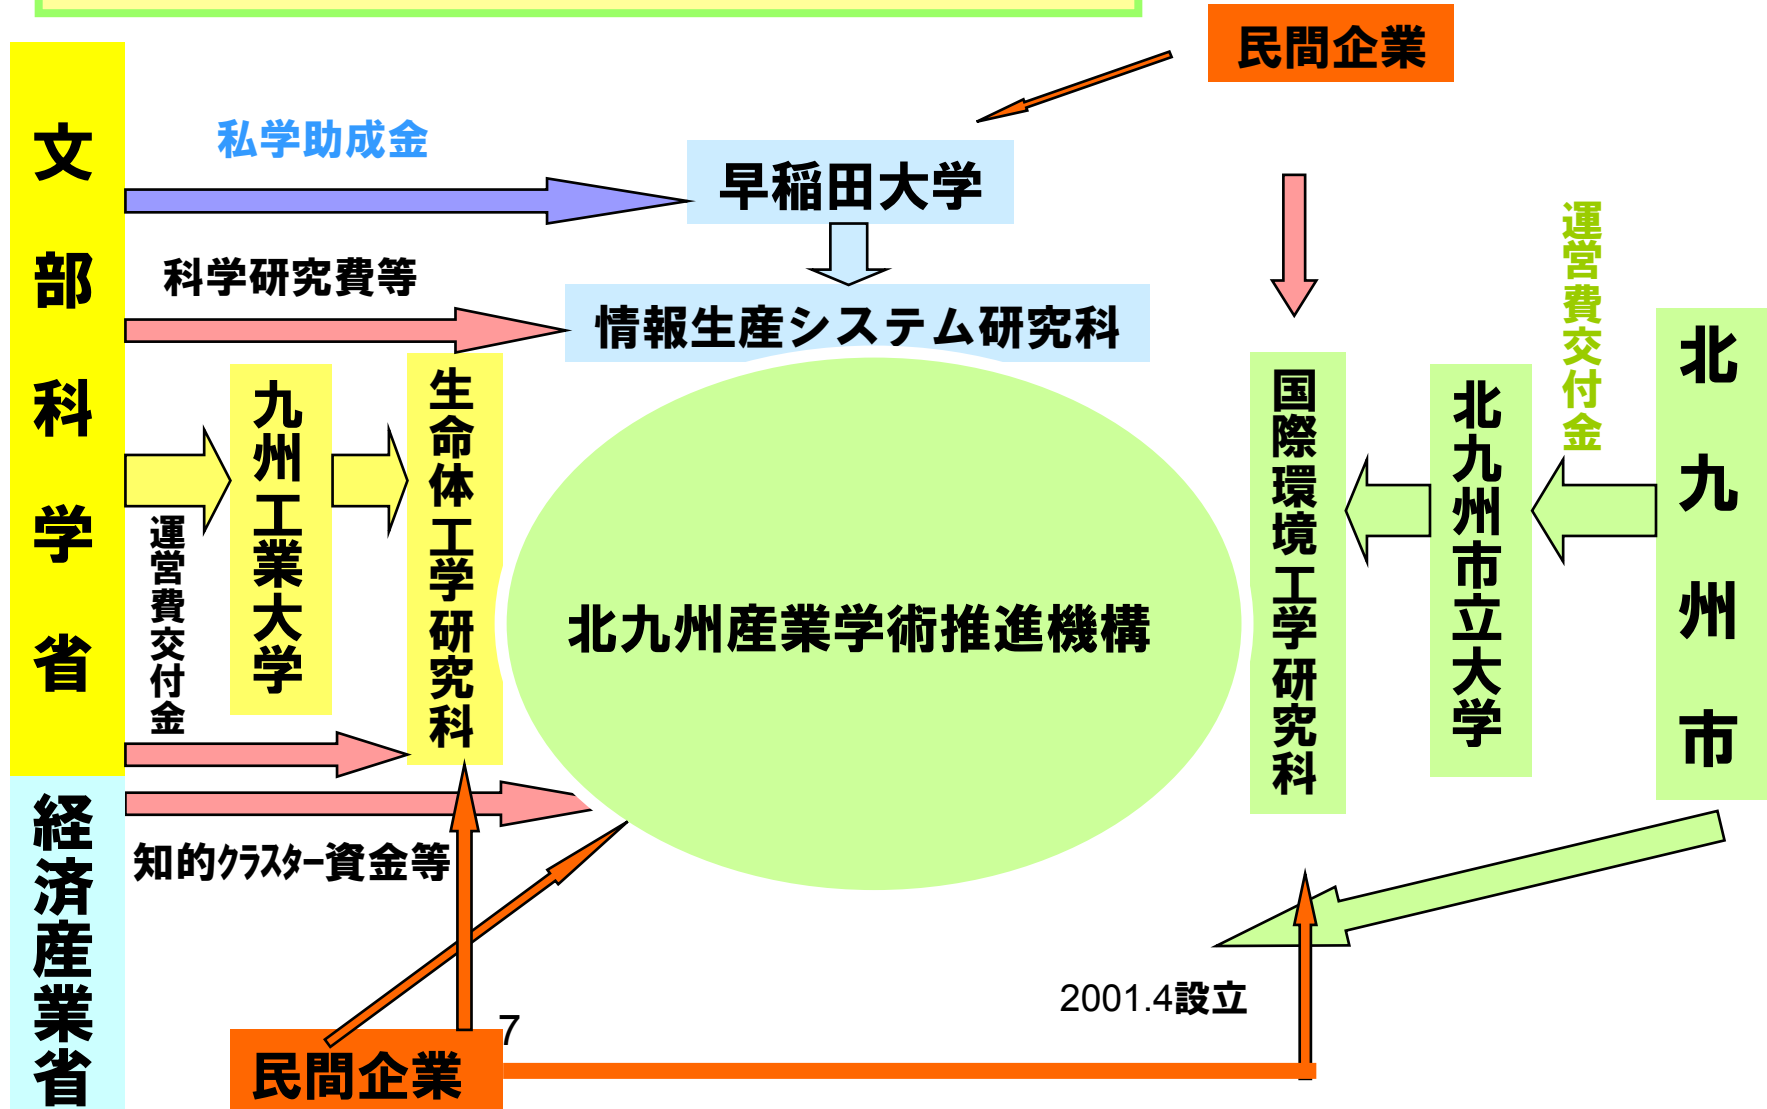 民間企業
文部科学省
私学助成金
早稲田大学
科学研究費等
情報生産システム研究科
運営費交付金
九州工業大学
生命体工学研究科
北九州産業学術推進機構
国際環境工学研究科
北九州市立大学
運営費交付金
北九州市
経済産業省
知的クラスター資金等
2001.4設立
7
民間企業